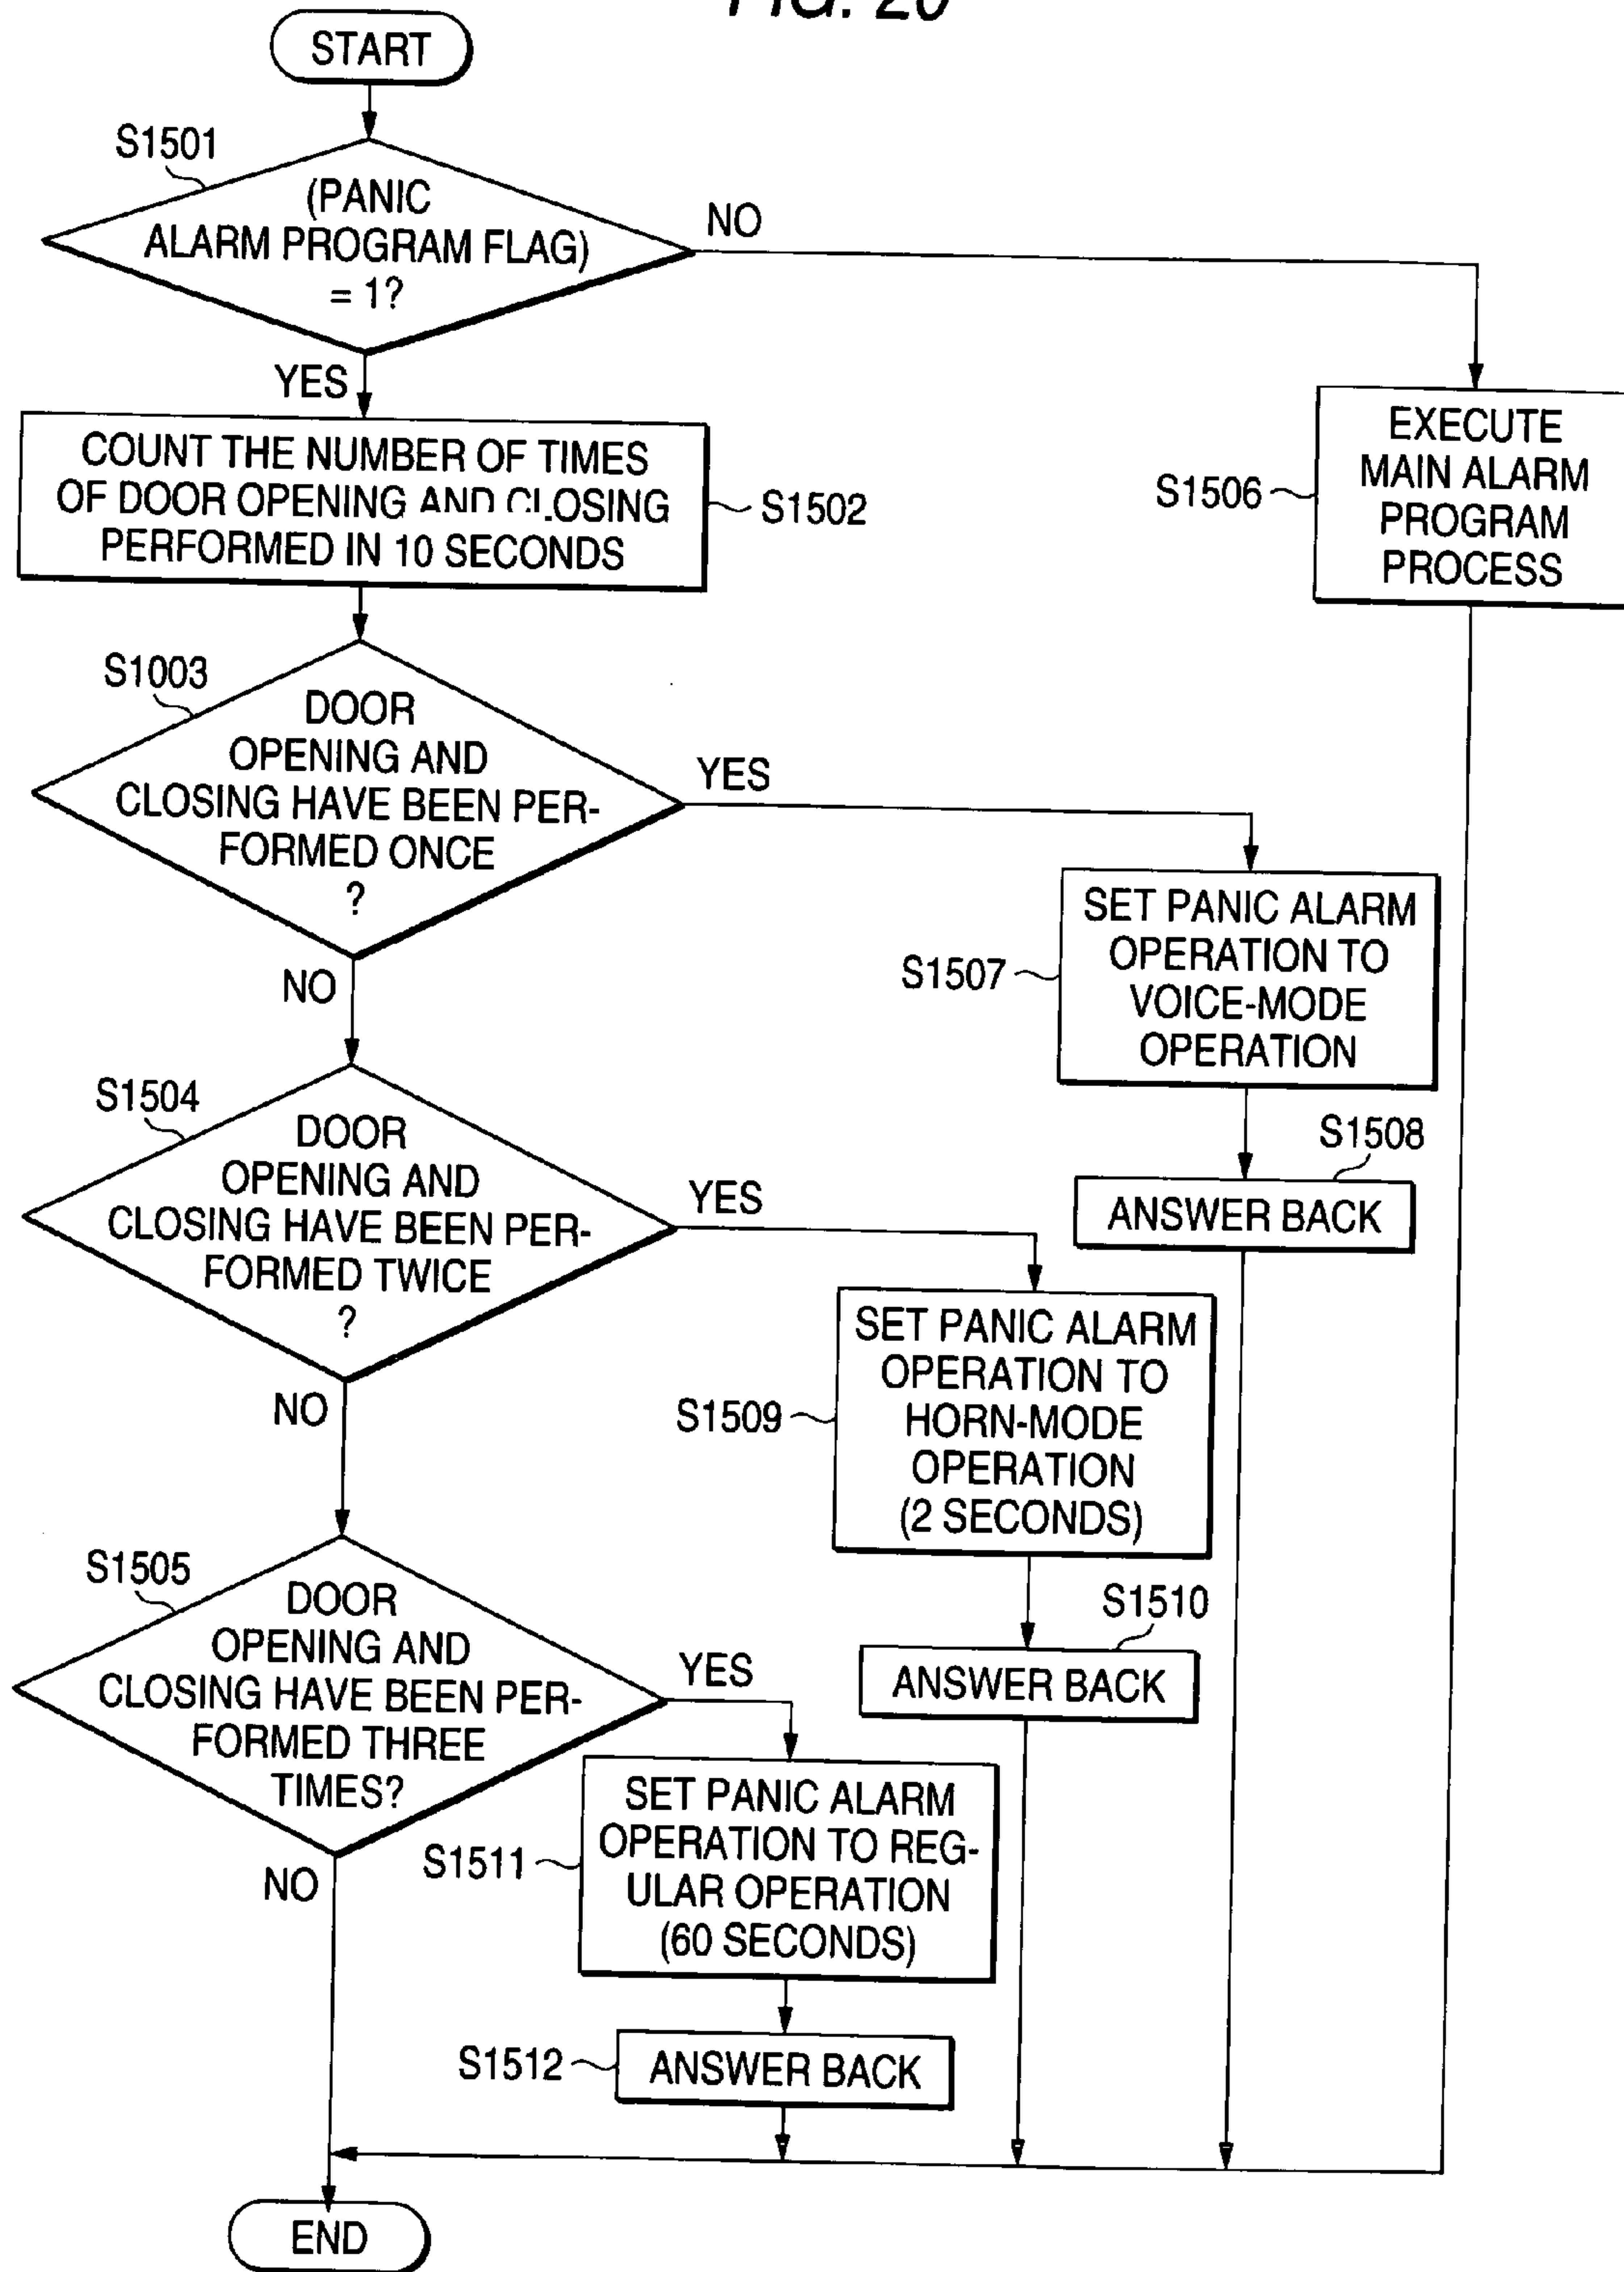 FIG. 20
START
S1501
(PANIC
ALARM PROGRAM FLAG)
= 1?
NO
YES
COUNT THE NUMBER OF TIMES
OF DOOR OPENING AND CLOSING
PERFORMED IN 10 SECONDS
S1502
EXECUTE
MAIN ALARM
PROGRAM
PROCESS
S1506
S1003
DOOR
OPENING AND
CLOSING HAVE BEEN PER-
FORMED ONCE
?
YES
NO
SET PANIC ALARM
OPERATION TO
VOICE-MODE
OPERATION
S1507
S1508
ANSWER BACK
S1504
DOOR
OPENING AND
CLOSING HAVE BEEN PER-
FORMED TWICE
?
YES
NO
SET PANIC ALARM
OPERATION TO
HORN-MODE
OPERATION
(2 SECONDS)
S1509
S1510
ANSWER BACK
S1505
DOOR
OPENING AND
CLOSING HAVE BEEN PER-
FORMED THREE
TIMES?
YES
NO
SET PANIC ALARM
OPERATION TO REG-
ULAR OPERATION
(60 SECONDS)
S1511
S1512
ANSWER BACK
END